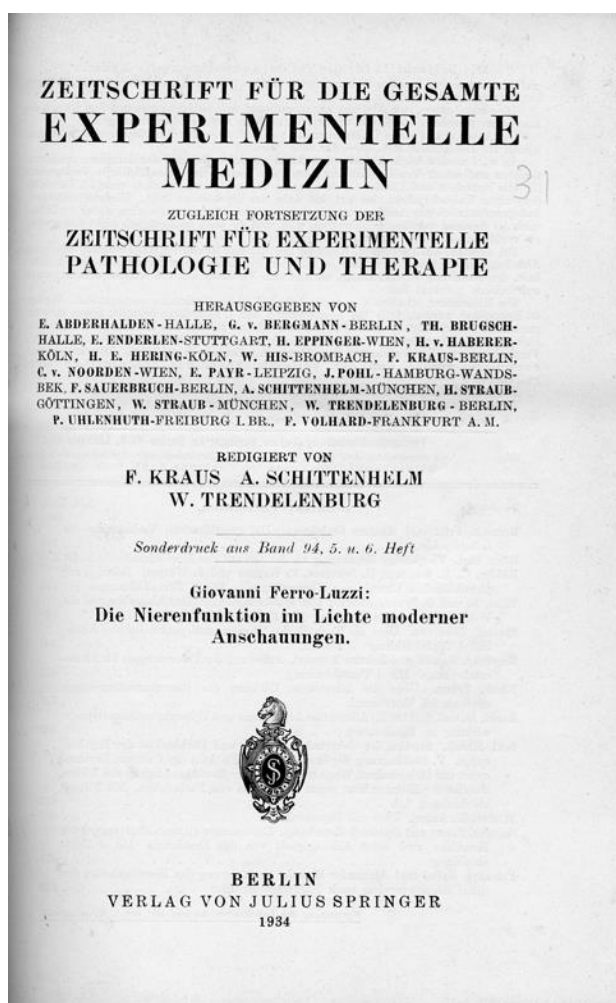 ZEITSCHRIFT FÜR DIE GESAMTE
EXPERIMENTELLE
MEDIZIN
31
ZUGLEICH FORTSETZUNG DER
ZEITSCHRIFT FÜR EXPERIMENTELLE
PATHOLOGIE UND THERAPIE
HERAUSGEGEBEN VON
E. ABDERHALDEN-HALLE, G. v. BERGMANN-BERLIN, TH. BRUGSCH-
HALLE, E. ENDERLEN-STUTTGART, H. EPPINGER-WIEN, H. v. HABERER-
KÖLN, H. E. HERING-KÖLN, W. HIS-BROMBACH, F. KRAUS-BERLIN,
C. v. NOORDEN-WIEN, E. PAYR-LEIPZIG, J. POHL-HAMBURG-WANDS-
BEK, F. SAUERBRUCH-BERLIN, A. SCHITTENHELM-MÜNCHEN, H. STRAUB-
GÖTTINGEN, W. STRAUB-MÜNCHEN, W. TRENDELENBURG-BERLIN,
P. UHLENHUTH-FREIBURG I. BR., F. VOLHARD-FRANKFURT A. M.
REDIGIERT VON
F. KRAUS A. SCHITTENHELM
W. TRENDELENBURG
Sonderdruck aus Band 94, 5. u. 6. Heft
Giovanni Ferro-Luzzi:
Die Nierenfunktion im Lichte moderner
Anschauungen.
BERLIN
VERLAG VON JULIUS SPRINGER
1934